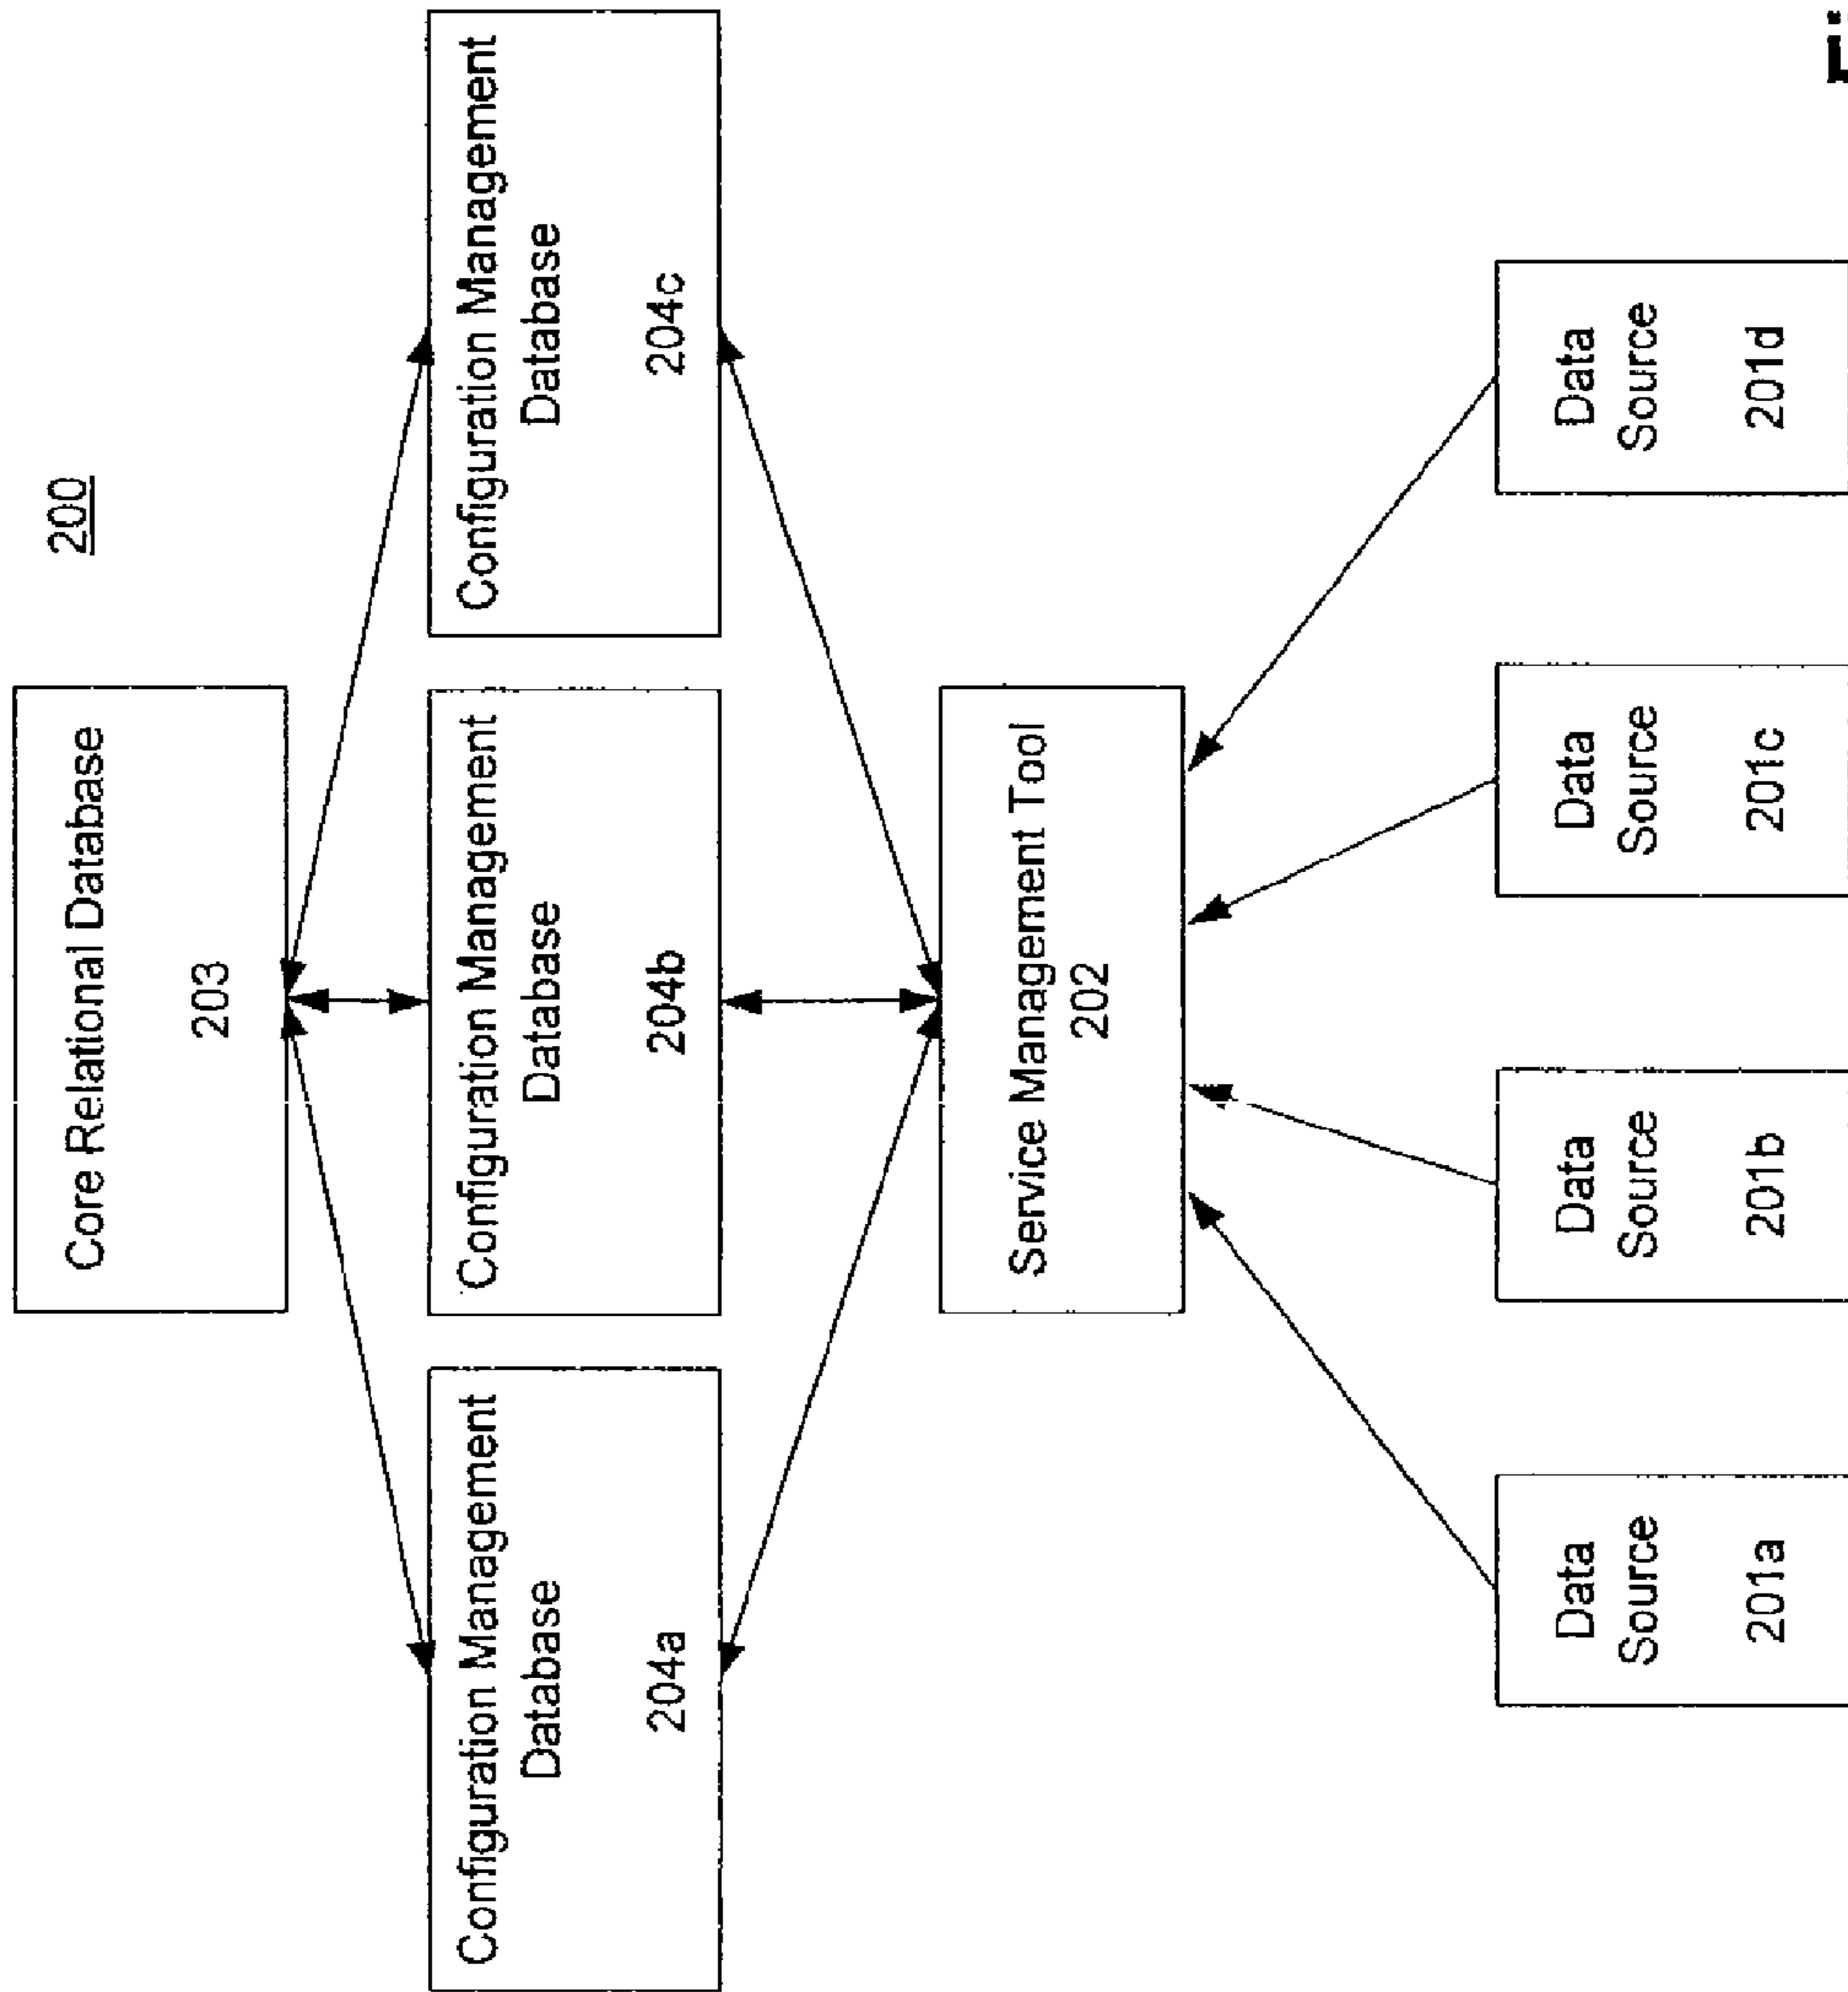 200
Core Relational Database
203
Configuration Management
Database
204a
Configuration Management
Database
204b
Configuration Management
Database
204c
Service Management Tool
202
Data
Source
201a
Data
Source
201b
Data
Source
201c
Data
Source
201d